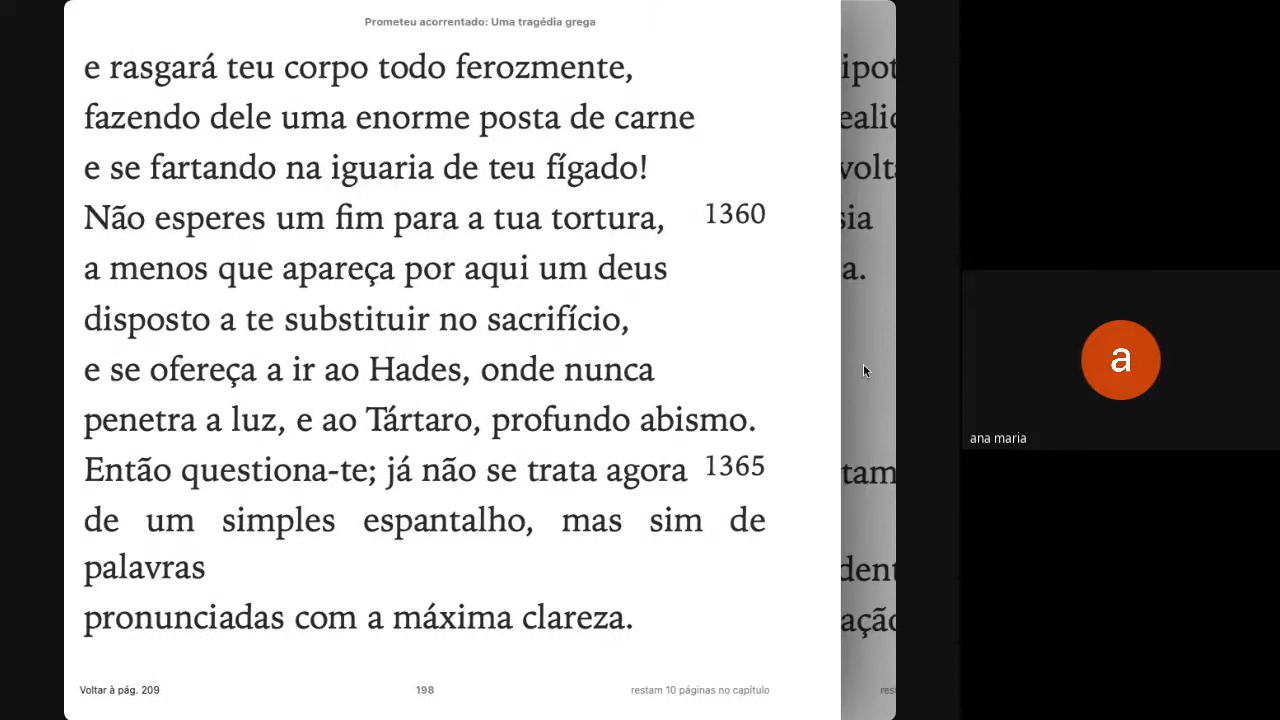 Prometeu acorrentado: Uma tragédia grega
e rasgará teu corpo todo ferozmente,
fazendo dele uma enorme posta de carne
e se fartando na iguaria de teu fígado!
Não esperes um fim para a tua tortura, 1360
a menos que apareça por aqui um deus
disposto a te substituir no sacrifício,
e se ofereça a ir ao Hades, onde nunca
penetra a luz, e ao Tártaro, profundo abismo.
Então questiona-te; já não se trata agora 1365
de um simples espantalho, mas sim de
palavras
pronunciadas com a máxima clareza.
Voltar à pág. 209 198 restam 10 páginas no capítulo
a
ana maria